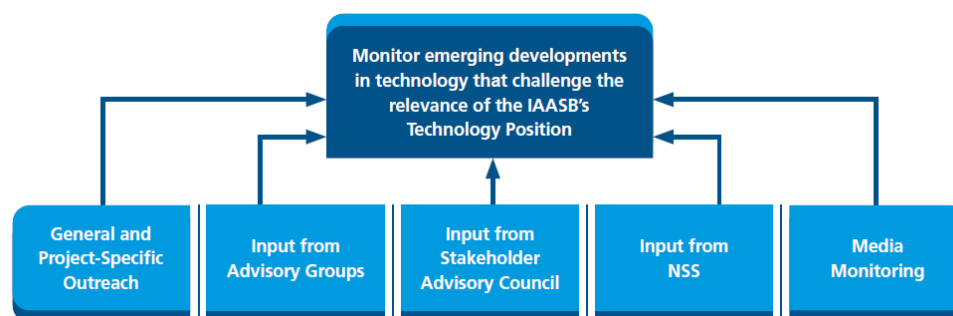 Monitor emerging developments
in technology that challenge the
relevance of the IAASB's
Technology Position
General and
Project-Specific
Outreach
Input from
Advisory Groups
Input from
Stakeholder
Advisory Council
Input from
NSS
Media
Monitoring